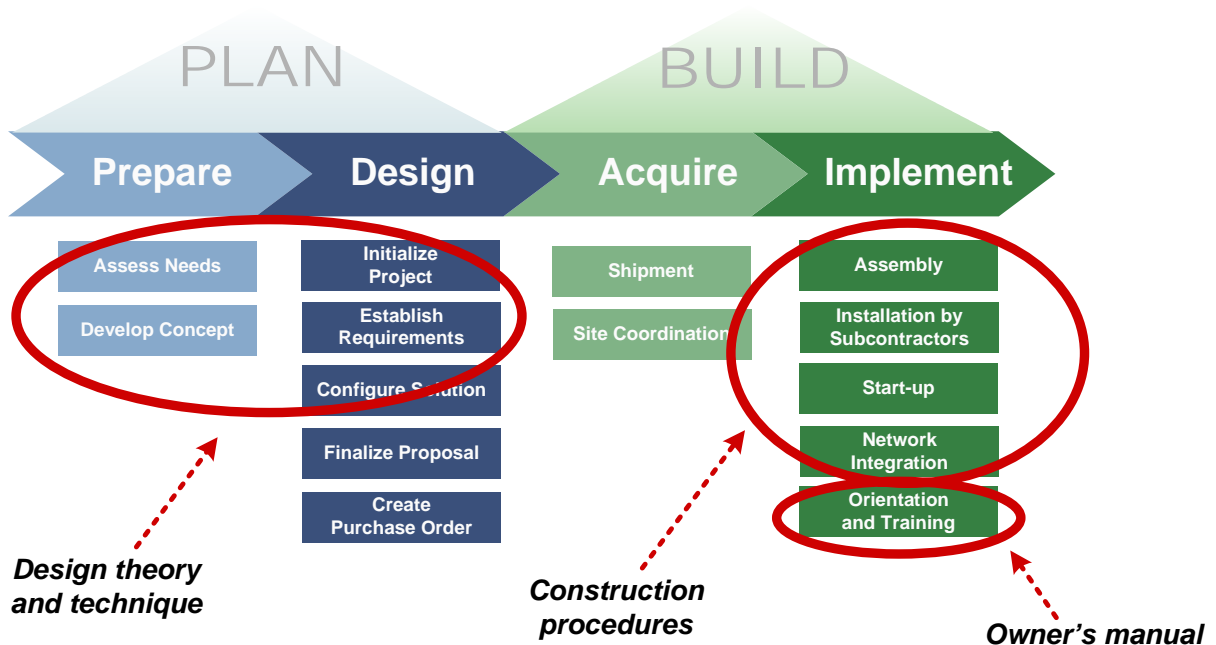 PLAN
BUILD
Prepare
Design
Acquire
Implement
Assess Needs
Develop Concept
Initialize
Project
Establish
Requirements
Configure Solution
Finalize Proposal
Create
Purchase Order
Shipment
Site Coordination
Assembly
Installation by
Subcontractors
Start-up
Network
Integration
Orientation
and Training
Design theory
and technique
Construction
procedures
Owner’s manual